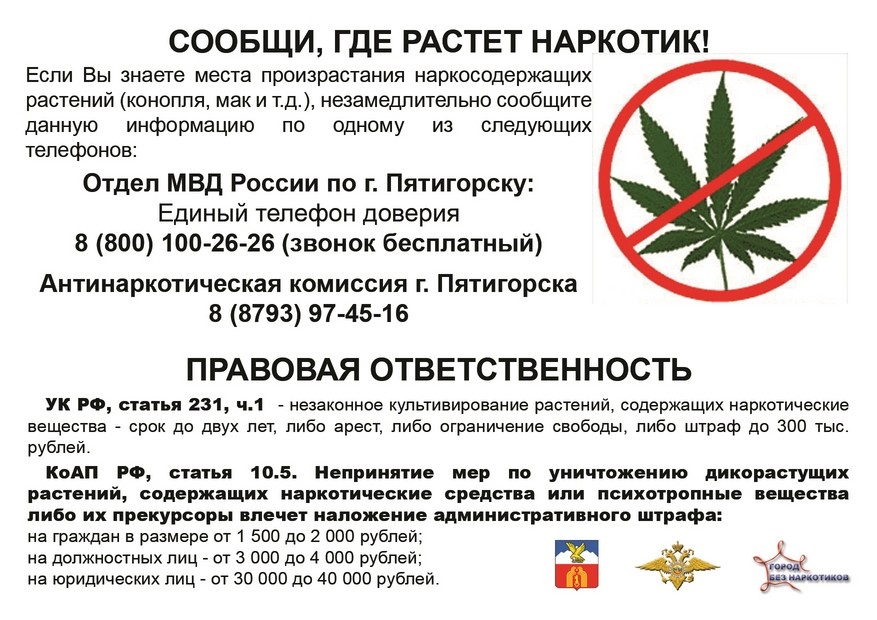 СООБЩИ, ГДЕ РАСТЕТ НАРКОТИК!
Если Вы знаете места произрастания наркосодержащих
растений (конопля, мак и т.д.), незамедлительно сообщите
данную информацию по одному из следующих
телефонов:
Отдел МВД России по г. Пятигорску:
Единый телефон доверия
8 (800) 100-26-26 (звонок бесплатный)
Антинаркотическая комиссия г. Пятигорска
8 (8793) 97-45-16
ПРАВОВАЯ ОТВЕТСТВЕННОСТЬ
УК РФ, статья 231, ч.1 - незаконное культивирование растений, содержащих наркотические
вещества - срок до двух лет, либо арест, либо ограничение свободы, либо штраф до 300 тыс.
рублей.
КоАП РФ, статья 10.5. Непринятие мер по уничтожению дикорастущих
растений, содержащих наркотические средства или психотропные вещества
либо их прекурсоры влечет наложение административного штрафа:
на граждан в размере от 1 500 до 2 000 рублей;
на должностных лиц - от 3 000 до 4 000 рублей;
на юридических лиц - от 30 000 до 40 000 рублей.
ГОРОД
БЕЗ НАРКОТИКОВ